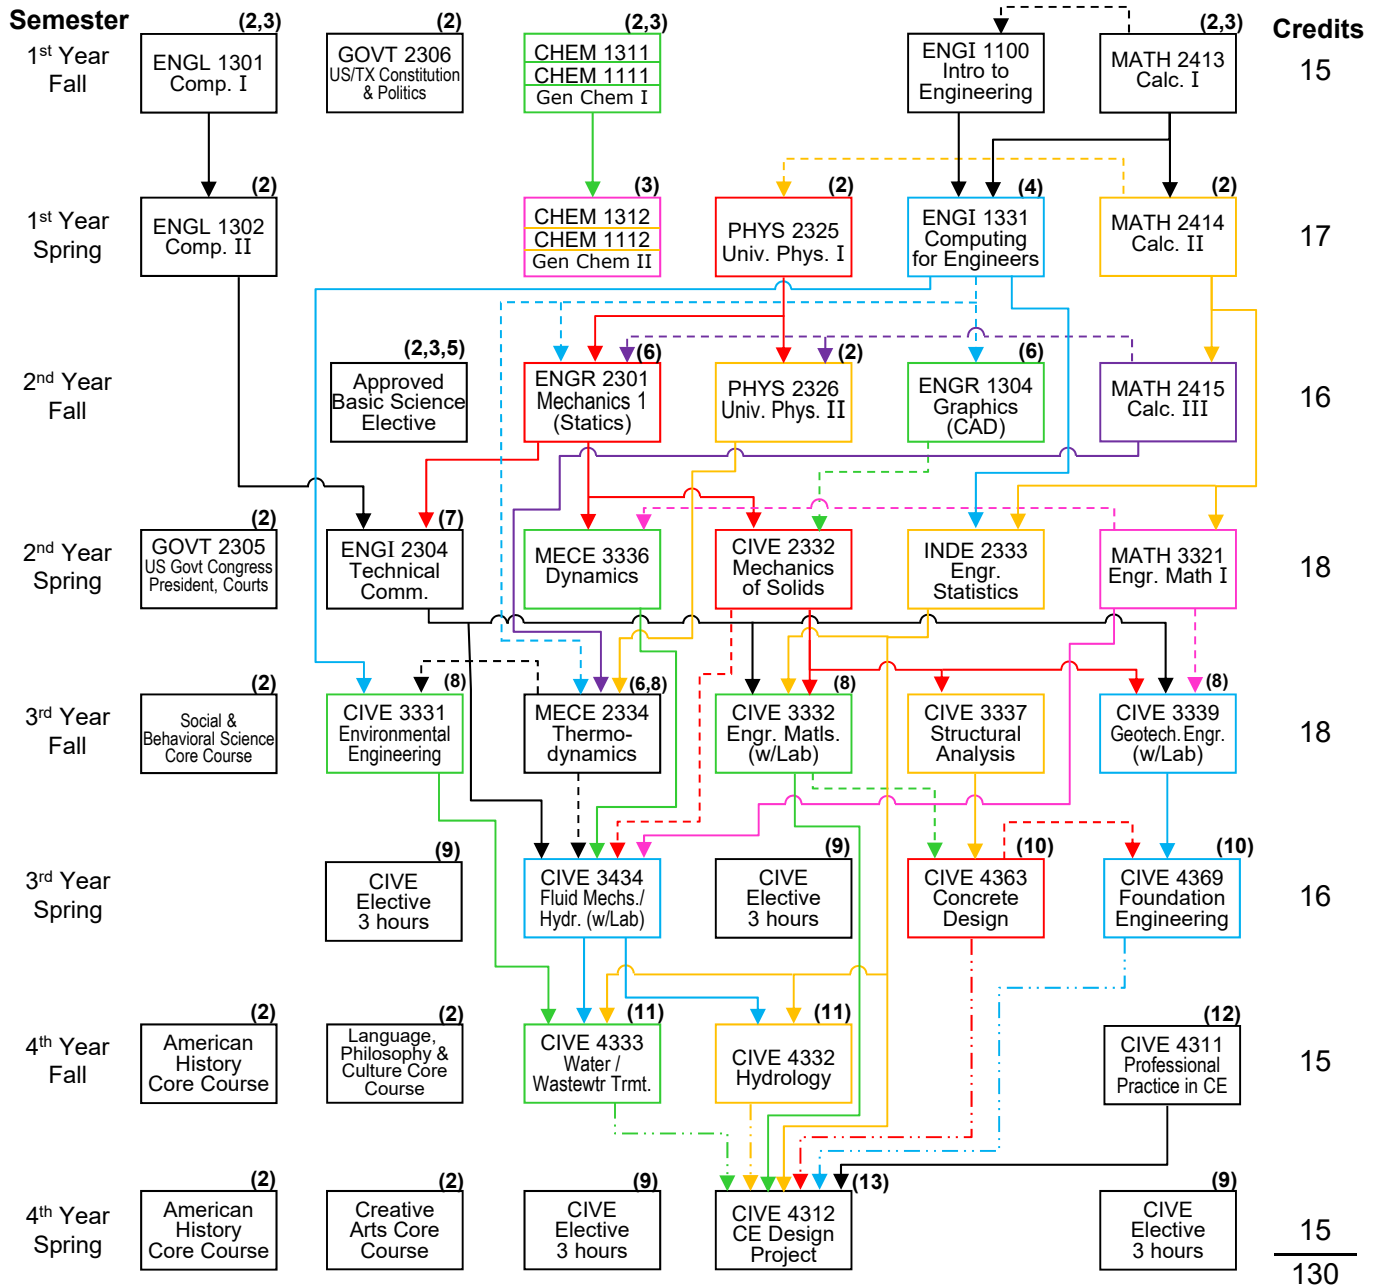 Semester
Credits
1st Year
Fall
(2,3)
ENGL 1301
Comp. I
(2)
GOVT 2306
US/TX Constitution
& Politics
(2,3)
CHEM 1311
CHEM 1111
Gen Chem I
ENGI 1100
Intro to
Engineering
(2,3)
MATH 2413
Calc. I
15
1st Year
Spring
(2)
ENGL 1302
Comp. II
(3)
CHEM 1312
CHEM 1112
Gen Chem II
(2)
PHYS 2325
Univ. Phys. I
(4)
ENGI 1331
Computing
for Engineers
(2)
MATH 2414
Calc. II
17
2nd Year
Fall
(2,3,5)
Approved
Basic Science
Elective
(6)
ENGR 2301
Mechanics 1
(Statics)
(2)
PHYS 2326
Univ. Phys. II
(6)
ENGR 1304
Graphics
(CAD)
MATH 2415
Calc. III
16
2nd Year
Spring
(2)
GOVT 2305
US Govt Congress
President, Courts
(7)
ENGI 2304
Technical
Comm.
MECE 3336
Dynamics
CIVE 2332
Mechanics
of Solids
INDE 2333
Engr.
Statistics
MATH 3321
Engr. Math I
18
3rd Year
Fall
(2)
Social &
Behavioral Science
Core Course
(8)
CIVE 3331
Environmental
Engineering
(6,8)
MECE 2334
Thermo-
dynamics
(8)
CIVE 3332
Engr. Matls.
(w/Lab)
CIVE 3337
Structural
Analysis
(8)
CIVE 3339
Geotech. Engr.
(w/Lab)
18
3rd Year
Spring
(9)
CIVE
Elective
3 hours
CIVE 3434
Fluid Mechs./
Hydr. (w/Lab)
(9)
CIVE
Elective
3 hours
(10)
CIVE 4363
Concrete
Design
(10)
CIVE 4369
Foundation
Engineering
16
4th Year
Fall
(2)
American
History
Core Course
(2)
Language,
Philosophy &
Culture Core
Course
(11)
CIVE 4333
Water /
Wastewtr Trmt.
(11)
CIVE 4332
Hydrology
(12)
CIVE 4311
Professional
Practice in CE
15
4th Year
Spring
(2)
American
History
Core Course
(2)
Creative
Arts Core
Course
(9)
CIVE
Elective
3 hours
(13)
CIVE 4312
CE Design
Project
(9)
CIVE
Elective
3 hours
15
130